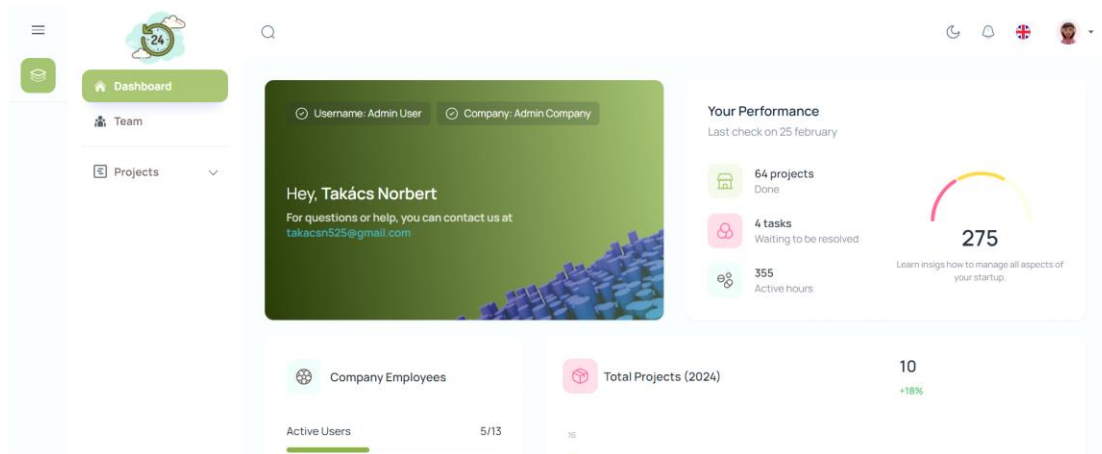 24
Dashboard
Team
Projects
Username: Admin User
Company: Admin Company
Hey, Takács Norbert
For questions or help, you can contact us at
takacsn525@gmail.com
Your Performance
Last check on 25 february
64 projects
Done
4 tasks
Waiting to be resolved
355
Active hours
275
Learn insigs how to manage all aspects of
your startup
Company Employees
Active Users 5/13
Total Projects (2024)
10
+18%
16